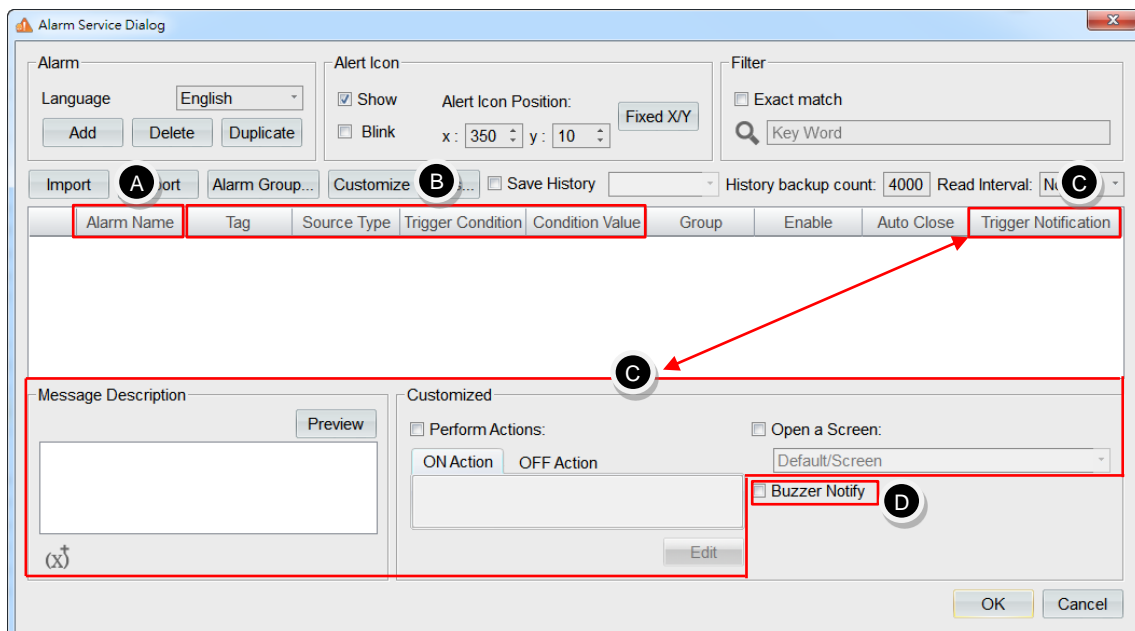 Alarm Service Dialog
Alarm
Language English
Add Delete Duplicate
Alert Icon
Show Alert Icon Position:
Blink x : 350 y : 10 Fixed X/Y
Filter
Exact match
Key Word
Import A ort Alarm Group... Customize B ... Save History History backup count: 4000 Read Interval: C
Alarm Name Tag Source Type Trigger Condition Condition Value Group Enable Auto Close Trigger Notification
C
Message Description
Preview
(x)+
Customized
Perform Actions:
ON Action OFF Action
Edit
Open a Screen:
Default/Screen
Buzzer Notify D
OK Cancel